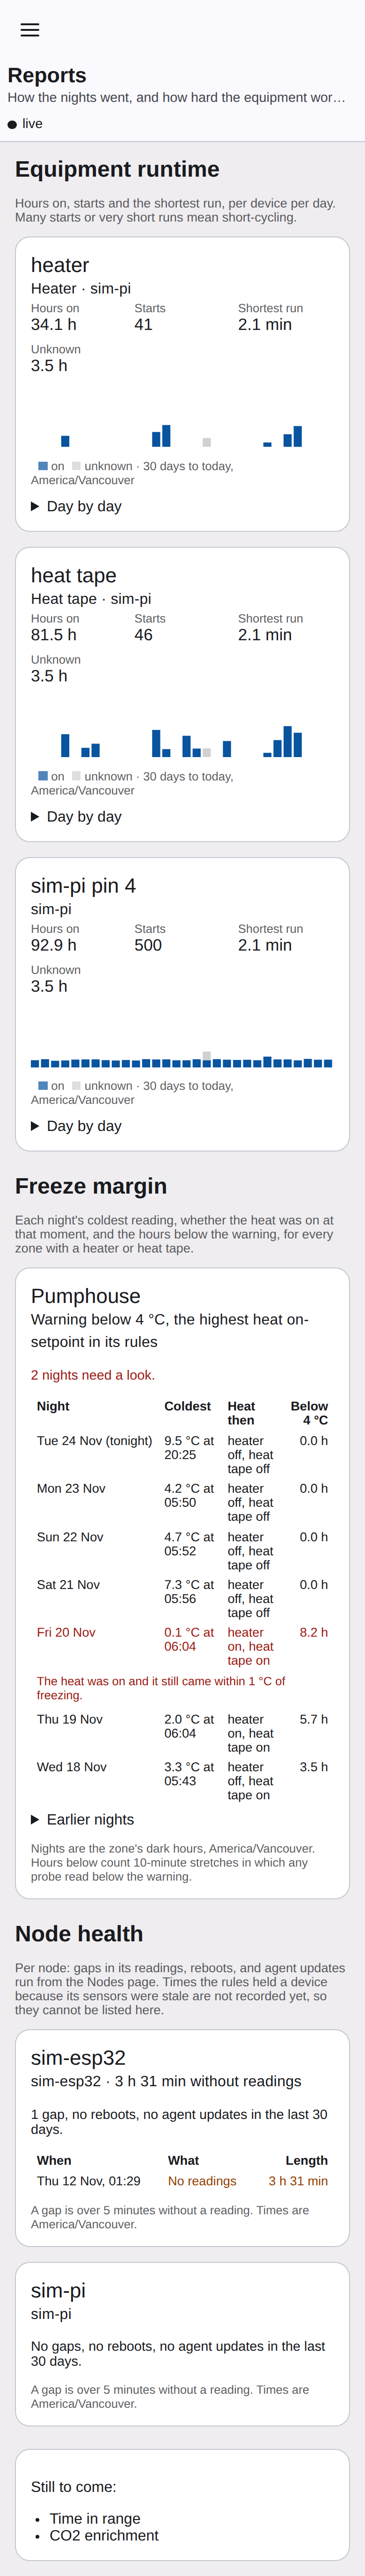 Reports
How the nights went, and how hard the equipment wor…
live
Equipment runtime
Hours on, starts and the shortest run, per device per day.
Many starts or very short runs mean short-cycling.
heater
Heater · sim-pi
Hours on Starts Shortest run
34.1 h 41 2.1 min
Unknown
3.5 h
on unknown · 30 days to today,
America/Vancouver
Day by day
heat tape
Heat tape · sim-pi
Hours on Starts Shortest run
81.5 h 46 2.1 min
Unknown
3.5 h
on unknown · 30 days to today,
America/Vancouver
Day by day
sim-pi pin 4
sim-pi
Hours on Starts Shortest run
92.9 h 500 2.1 min
Unknown
3.5 h
on unknown · 30 days to today,
America/Vancouver
Day by day
Freeze margin
Each night's coldest reading, whether the heat was on at
that moment, and the hours below the warning, for every
zone with a heater or heat tape.
Pumphouse
Warning below 4 °C, the highest heat on-
setpoint in its rules
2 nights need a look.
Night Coldest Heat Below
then 4 °C
Tue 24 Nov (tonight) 9.5 °C at heater 0.0 h
20:25 off, heat
tape off
Mon 23 Nov 4.2 °C at heater 0.0 h
05:50 off, heat
tape off
Sun 22 Nov 4.7 °C at heater 0.0 h
05:52 off, heat
tape off
Sat 21 Nov 7.3 °C at heater 0.0 h
05:56 off, heat
tape off
Fri 20 Nov 0.1 °C at heater 8.2 h
06:04 on, heat
tape on
The heat was on and it still came within 1 °C of
freezing.
Thu 19 Nov 2.0 °C at heater 5.7 h
06:04 on, heat
tape on
Wed 18 Nov 3.3 °C at heater 3.5 h
05:43 off, heat
tape on
Earlier nights
Nights are the zone's dark hours, America/Vancouver.
Hours below count 10-minute stretches in which any
probe read below the warning.
Node health
Per node: gaps in its readings, reboots, and agent updates
run from the Nodes page. Times the rules held a device
because its sensors were stale are not recorded yet, so
they cannot be listed here.
sim-esp32
sim-esp32 · 3 h 31 min without readings
1 gap, no reboots, no agent updates in the last 30
days.
When What Length
Thu 12 Nov, 01:29 No readings 3 h 31 min
A gap is over 5 minutes without a reading. Times are
America/Vancouver.
sim-pi
sim-pi
No gaps, no reboots, no agent updates in the last
30 days.
A gap is over 5 minutes without a reading. Times are
America/Vancouver.
Still to come:
• Time in range
• CO2 enrichment